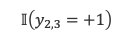 𝕀(y₂,₃ = +1)